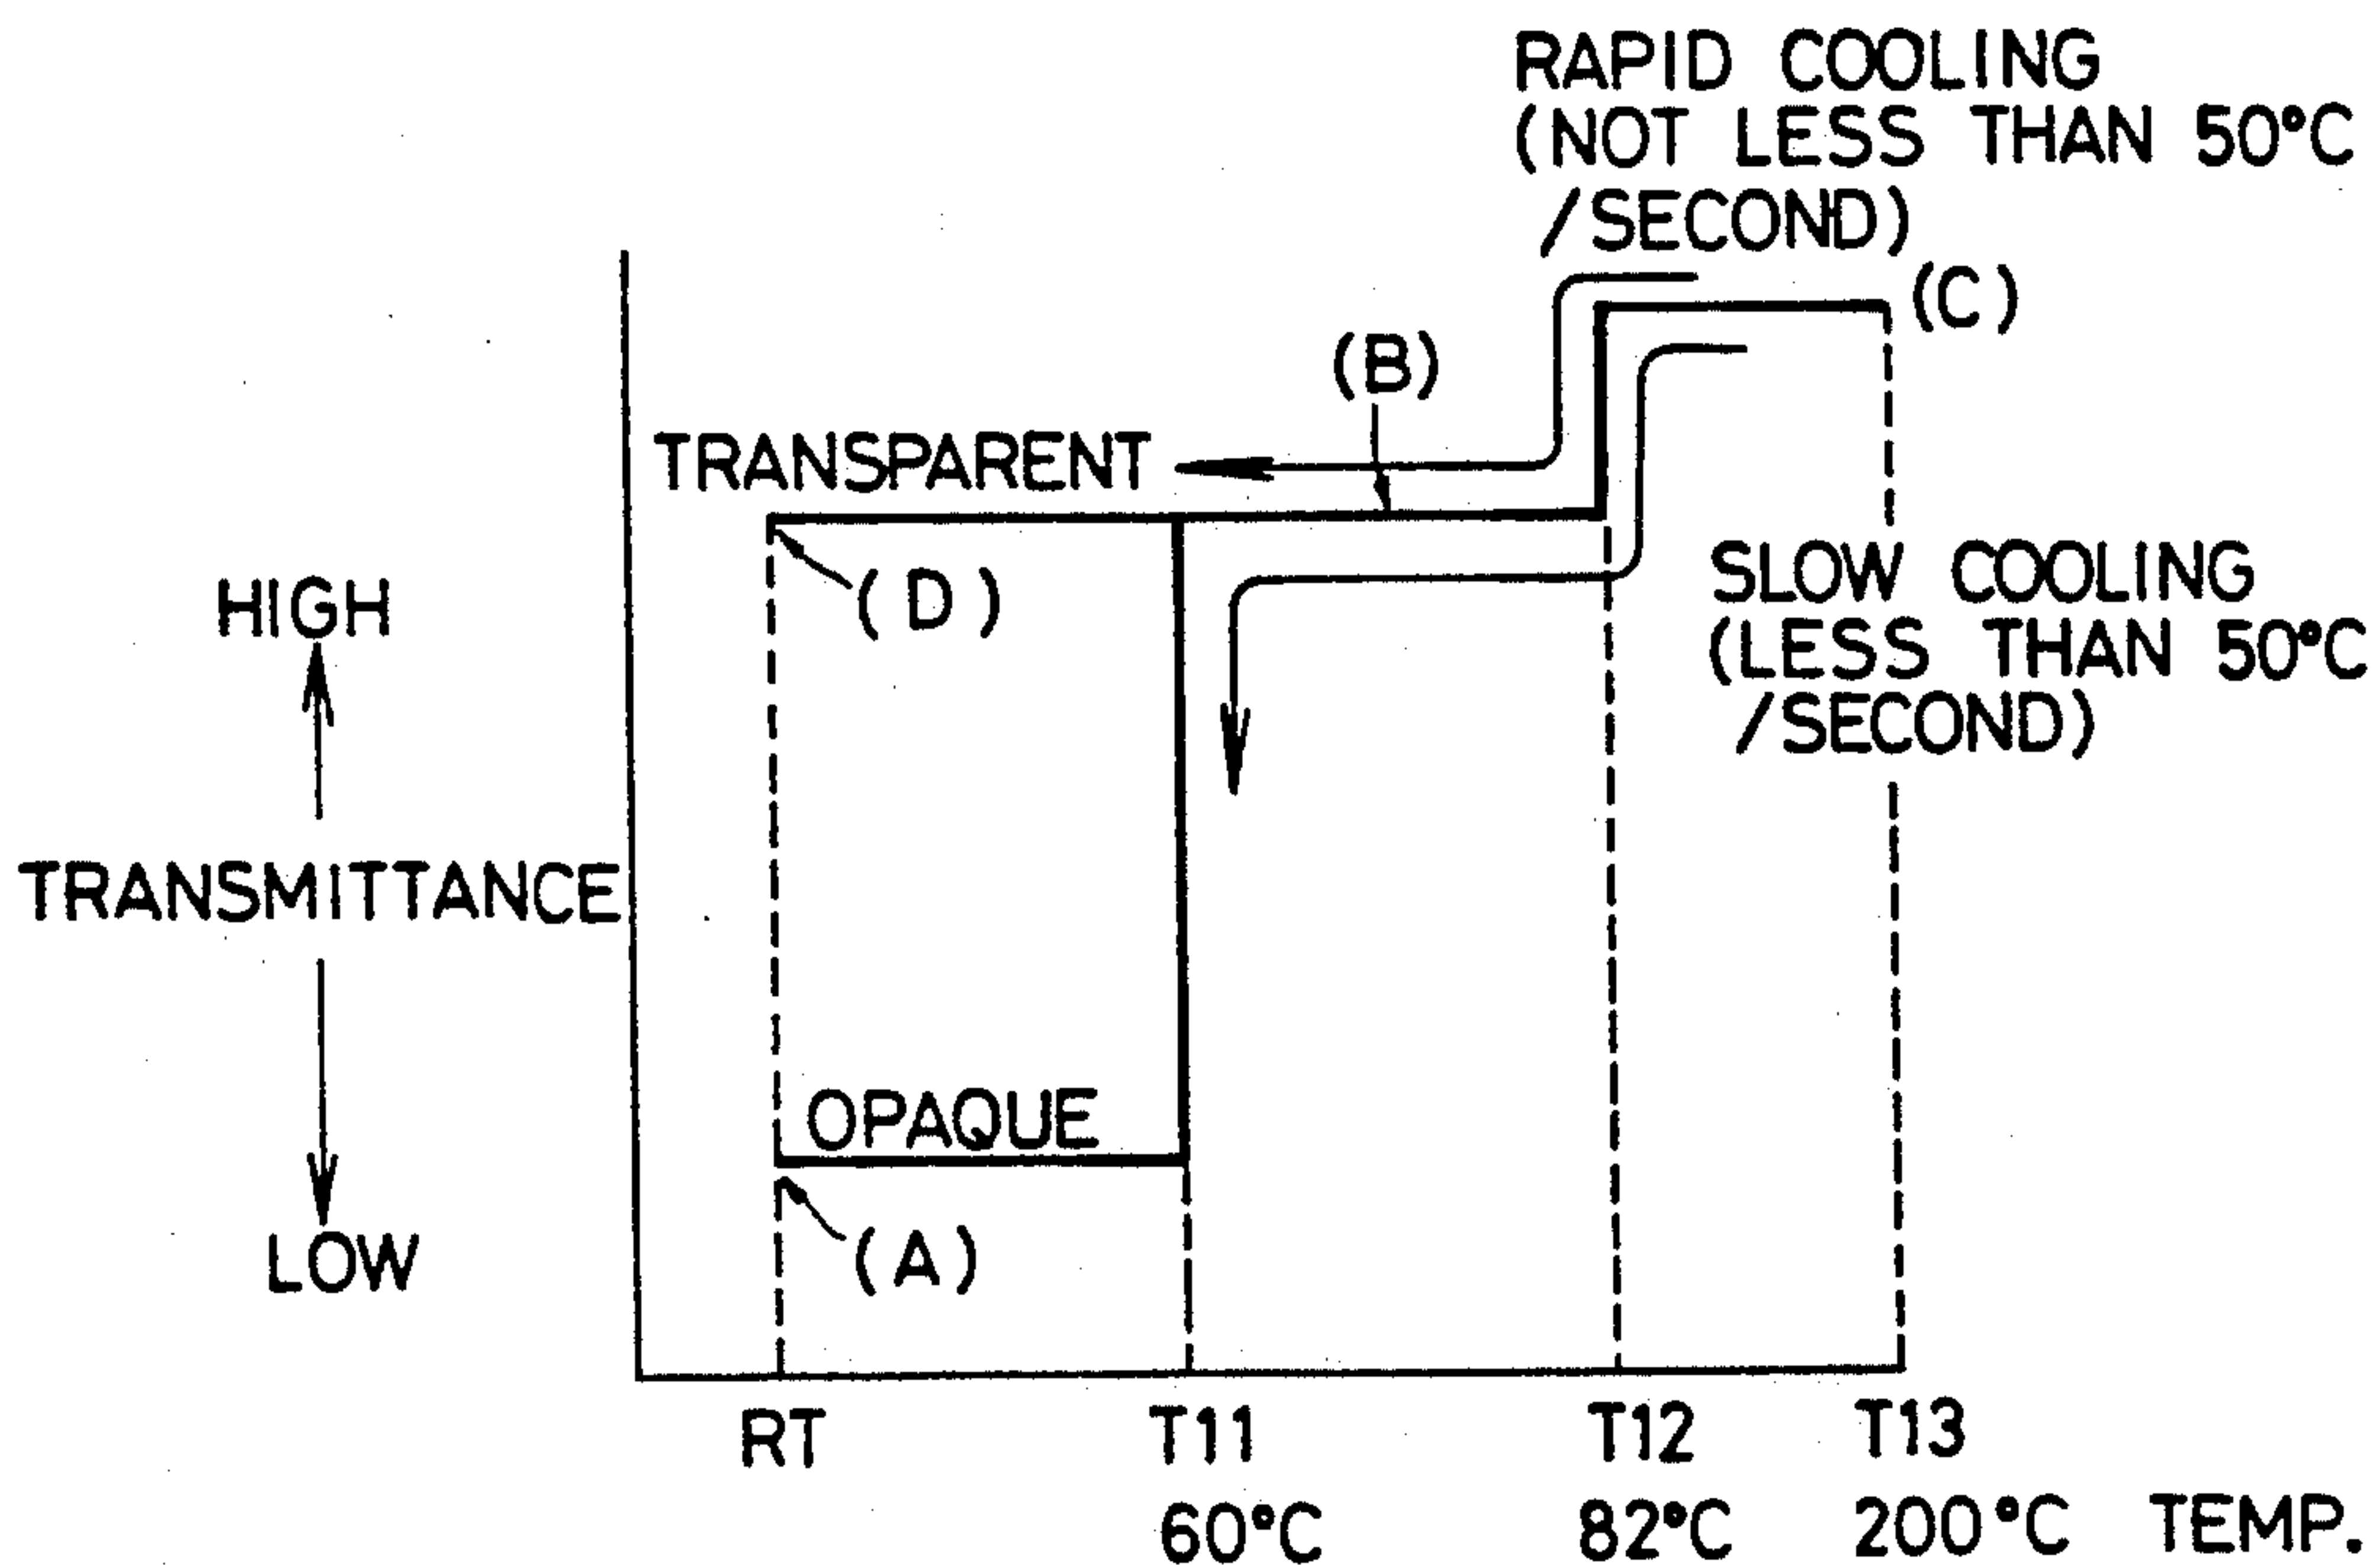 RAPID COOLING
(NOT LESS THAN 50°C
/SECOND)
(C)
(B)
TRANSPARENT
(D)
HIGH
SLOW COOLING
(LESS THAN 50°C
/SECOND)
TRANSMITTANCE
OPAQUE
(A)
LOW
RT T11 T12 T13
60°C 82°C 200°C TEMP.